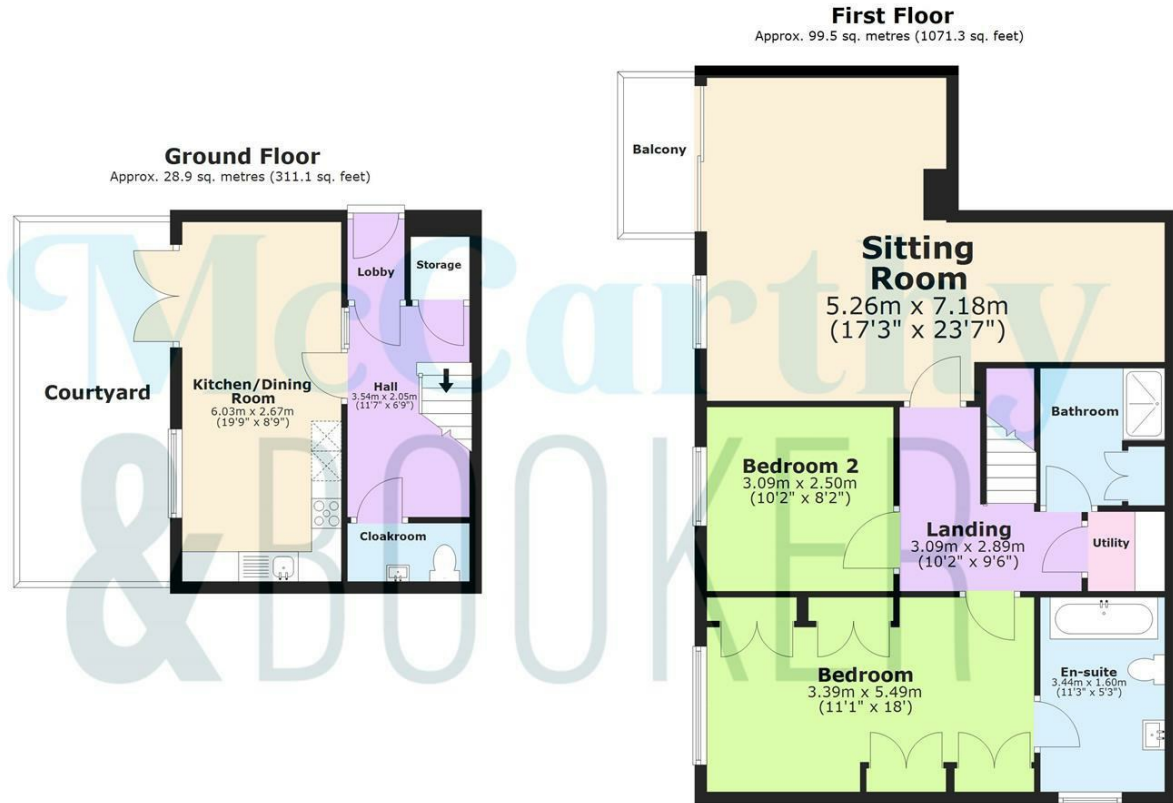 First Floor
Approx. 99.5 sq. metres (1071.3 sq. feet)
Balcony
Sitting
Room
5.26m x 7.18m
(17'3" x 23'7")
Bathroom
Bedroom 2
3.09m x 2.50m
(10'2" x 8'2")
Landing
3.09m x 2.89m
(10'2" x 9'6")
Utility
Bedroom
3.39m x 5.49m
(11'1" x 18')
En-suite
3.44m x 1.60m
(11'3" x 5'3")
Ground Floor
Approx. 28.9 sq. metres (311.1 sq. feet)
Lobby
Storage
Courtyard
Kitchen/Dining
Room
6.03m x 2.67m
(19'9" x 8'9")
Hall
3.54m x 2.05m
(11'7" x 6'9")
Cloakroom
McCarthy
&BOOKER